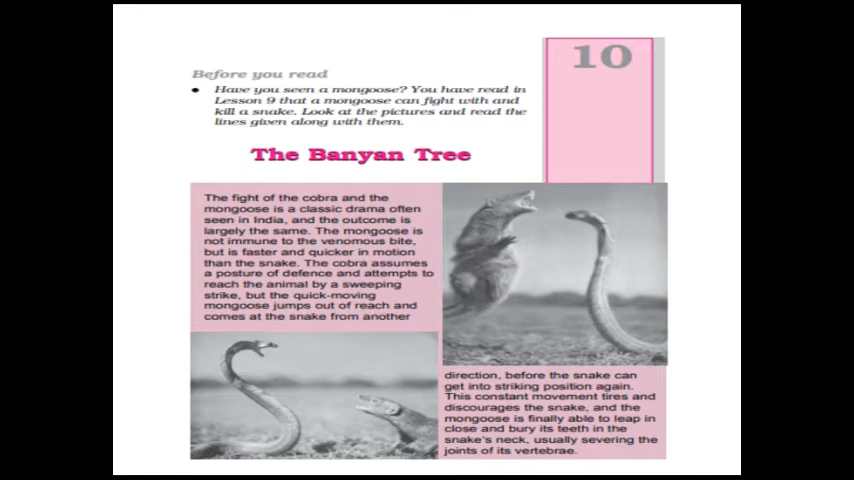 10
Before you read
● Have you seen a mongoose? You have read in
Lesson 9 that a mongoose can fight with and
kill a snake. Look at the pictures and read the
lines given along with them.
The Banyan Tree
The fight of the cobra and the
mongoose is a classic drama often
seen in India, and the outcome is
largely the same. The mongoose is
not immune to the venomous bite,
but is faster and quicker in motion
than the snake. The cobra assumes
a posture of defence and attempts to
reach the animal by a sweeping
strike, but the quick-moving
mongoose jumps out of reach and
comes at the snake from another
direction, before the snake can
get into striking position again.
This constant movement tires and
discourages the snake, and the
mongoose is finally able to leap in
close and bury its teeth in the
snake's neck, usually severing the
joints of its vertebrae.